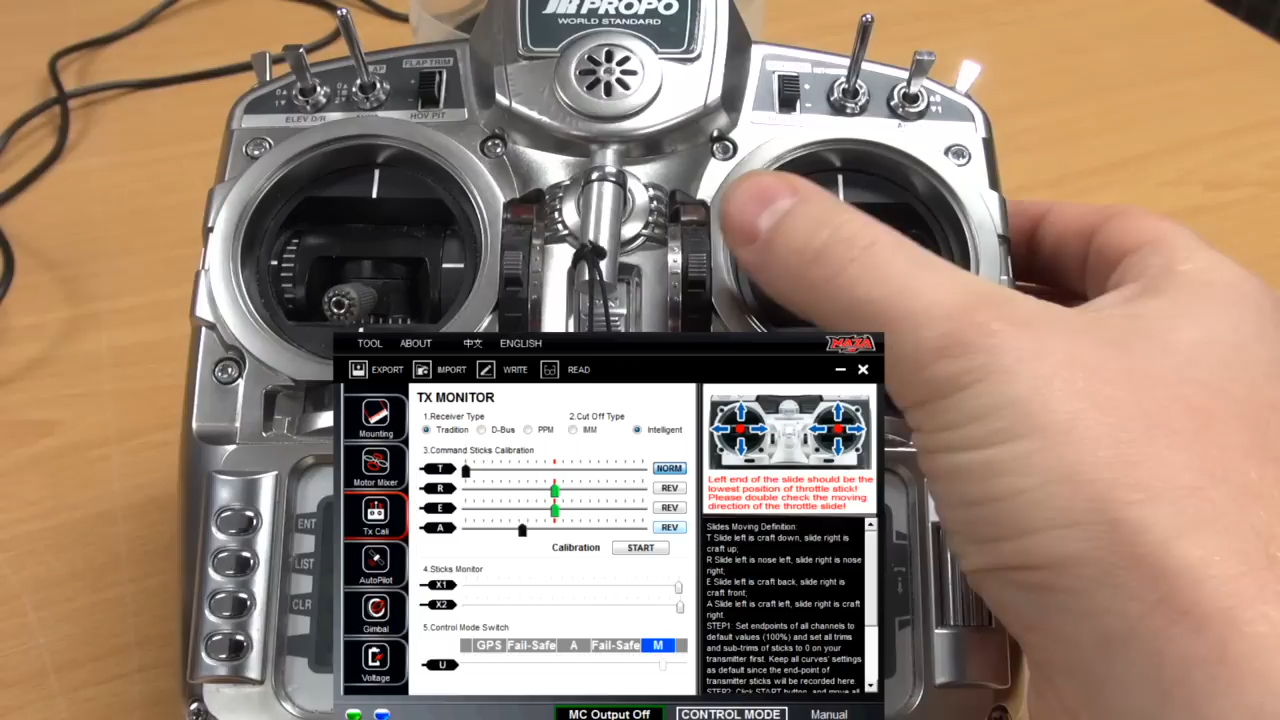 JR PROPO
WORLD STANDARD
FLAP TRIM
HOV.PIT
ELEV D/R
TOOL ABOUT 中文 ENGLISH
MAZA
EXPORT IMPORT WRITE READ
Mounting
Motor Mixer
Tx Cali
AutoPilot
Gimbal
Voltage
TX MONITOR
1.Receiver Type 2.Cut Off Type
Tradition D-Bus PPM IMM Intelligent
3.Command Sticks Calibration
T NORM
R REV
E REV
A REV
Calibration START
4.Sticks Monitor
X1
X2
5.Control Mode Switch
GPS Fail-Safe A Fail-Safe M
U
Left end of the slide should be the
lowest position of throttle stick!
Please double check the moving
direction of the throttle slide!
Slides Moving Definition:
T Slide left is craft down, slide right is
craft up;
R Slide left is nose left, slide right is nose
right;
E Slide left is craft back, slide right is
craft front;
A Slide left is craft left, slide right is craft
right.
STEP1: Set endpoints of all channels to
default values (100%) and set all trims
and sub-trims of sticks to 0 on your
transmitter first. Keep all curves' settings
as default since the end-point of
transmitter sticks will be recorded here.
STEP2: Click START button, and move all
MC Output Off CONTROL MODE Manual
ENT
LIST
CLR